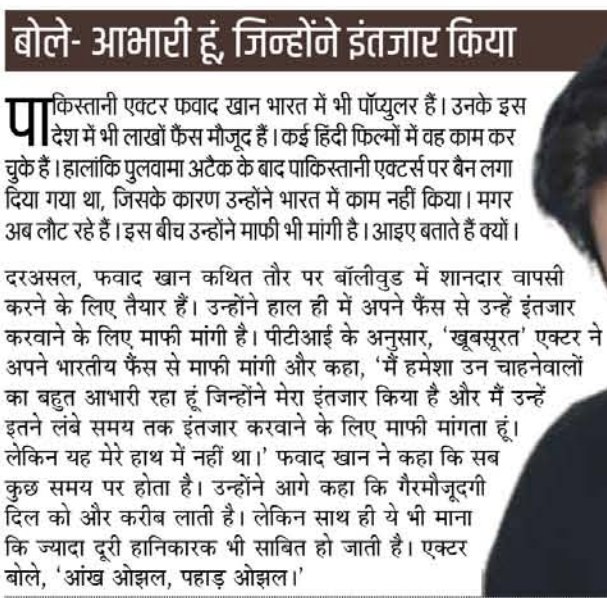 बोले- आभारी हूं, जिन्होंने इंतजार किया
पाकिस्तानी एक्टर फवाद खान भारत में भी पॉप्युलर हैं। उनके इस
देश में भी लाखों फैंस मौजूद हैं। कई हिंदी फिल्मों में वह काम कर
चुके हैं। हालांकि पुलवामा अटैक के बाद पाकिस्तानी एक्टर्स पर बैन लगा
दिया गया था, जिसके कारण उन्होंने भारत में काम नहीं किया। मगर
अब लौट रहे हैं। इस बीच उन्होंने माफी भी मांगी है। आइए बताते हैं क्यों।
दरअसल, फवाद खान कथित तौर पर बॉलीवुड में शानदार वापसी
करने के लिए तैयार हैं। उन्होंने हाल ही में अपने फैंस से उन्हें इंतजार
करवाने के लिए माफी मांगी है। पीटीआई के अनुसार, ‘खूबसूरत’ एक्टर ने
अपने भारतीय फैंस से माफी मांगी और कहा, ‘मैं हमेशा उन चाहनेवालों
का बहुत आभारी रहा हूं जिन्होंने मेरा इंतजार किया है और मैं उन्हें
इतने लंबे समय तक इंतजार करवाने के लिए माफी मांगता हूं।
लेकिन यह मेरे हाथ में नहीं था।’ फवाद खान ने कहा कि सब
कुछ समय पर होता है। उन्होंने आगे कहा कि गैरमौजूदगी
दिल को और करीब लाती है। लेकिन साथ ही ये भी माना
कि ज्यादा दूरी हानिकारक भी साबित हो जाती है। एक्टर
बोले, ‘आंख ओझल, पहाड़ ओझल।’